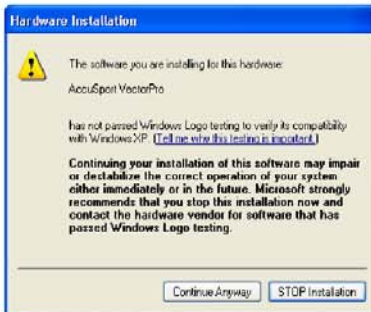 Hardware Installation
The software you are installing for this hardware:
AccuSport VectorPro
has not passed Windows Logo testing to verify its compatibility
with Windows XP. (Tell me why this testing is important.)
Continuing your installation of this software may impair
or destabilize the correct operation of your system
either immediately or in the future. Microsoft strongly
recommends that you stop this installation now and
contact the hardware vendor for software that has
passed Windows Logo testing.
Continue Anyway
STOP Installation